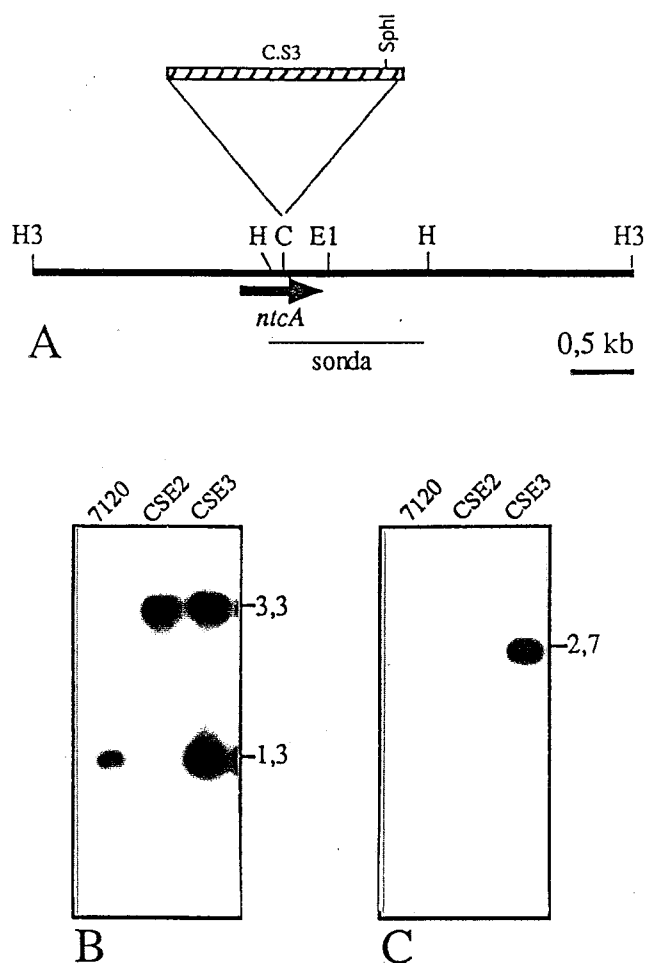 C.S3
SphI
H3 H C E1 H H3
ntcA
A
sonda
0,5 kb
7120 CSE2 CSE3
3,3
1,3
B
7120 CSE2 CSE3
2,7
C